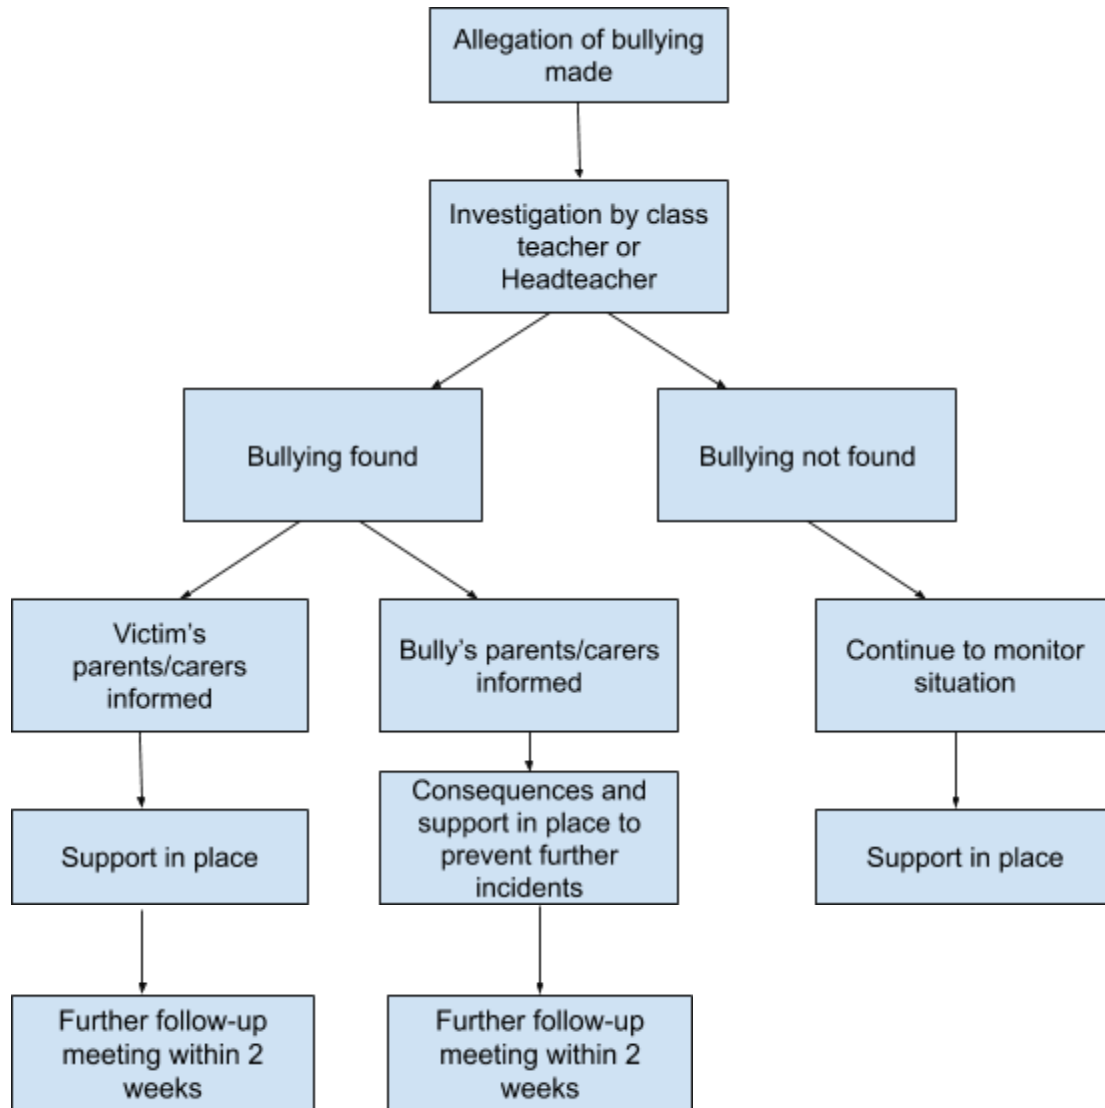 Allegation of bullying
made
Investigation by class
teacher or
Headteacher
Bullying found
Bullying not found
Victim’s
parents/carers
informed
Bully’s parents/carers
informed
Continue to monitor
situation
Support in place
Consequences and
support in place to
prevent further
incidents
Support in place
Further follow-up
meeting within 2
weeks
Further follow-up
meeting within 2
weeks